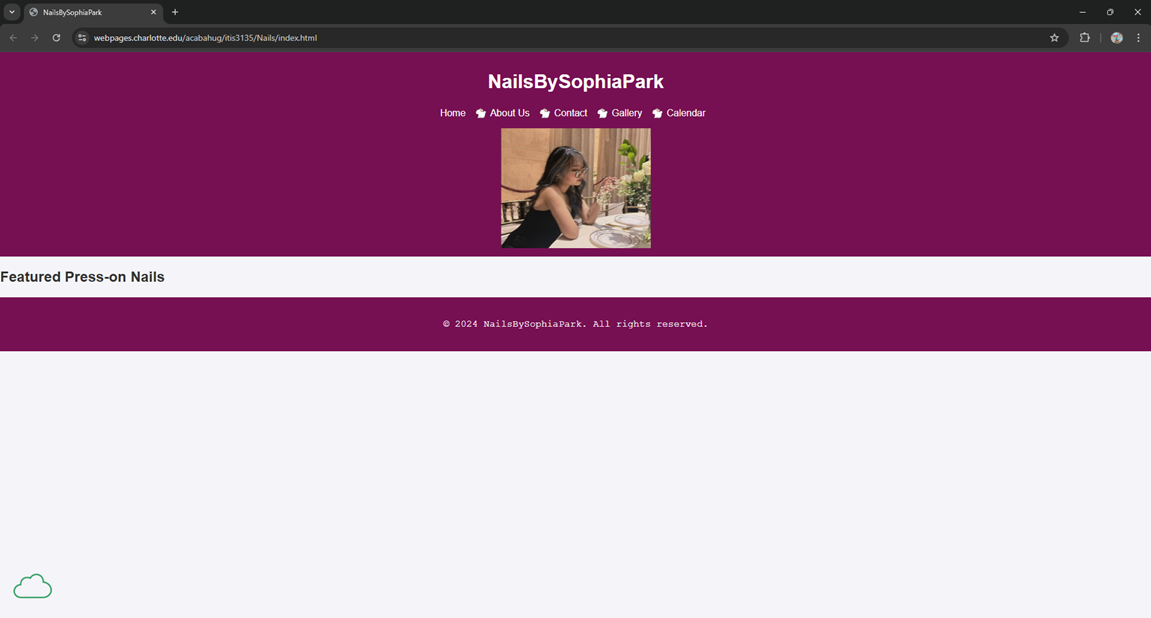 NailsBySophiaPark
webpages.charlotte.edu/acabahug/itis3135/Nails/index.html
NailsBySophiaPark
Home About Us Contact Gallery Calendar
Featured Press-on Nails
© 2024 NailsBySophiaPark. All rights reserved.